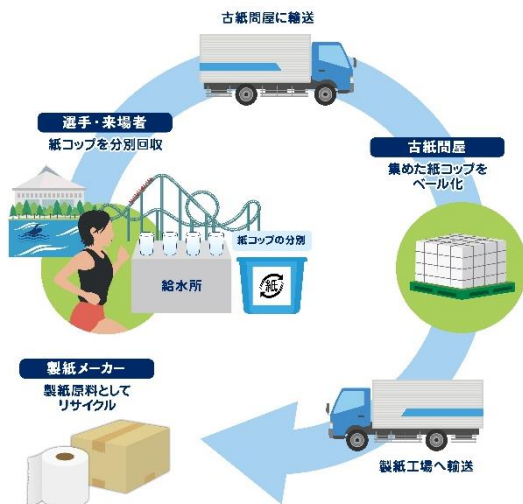 古紙問屋に輸送
選手・来場者
紙コップを分別回収
古紙問屋
集めた紙コップを
ベール化
紙コップの分別
紙
給水所
製紙メーカー
製紙原料として
リサイクル
製紙工場へ輸送